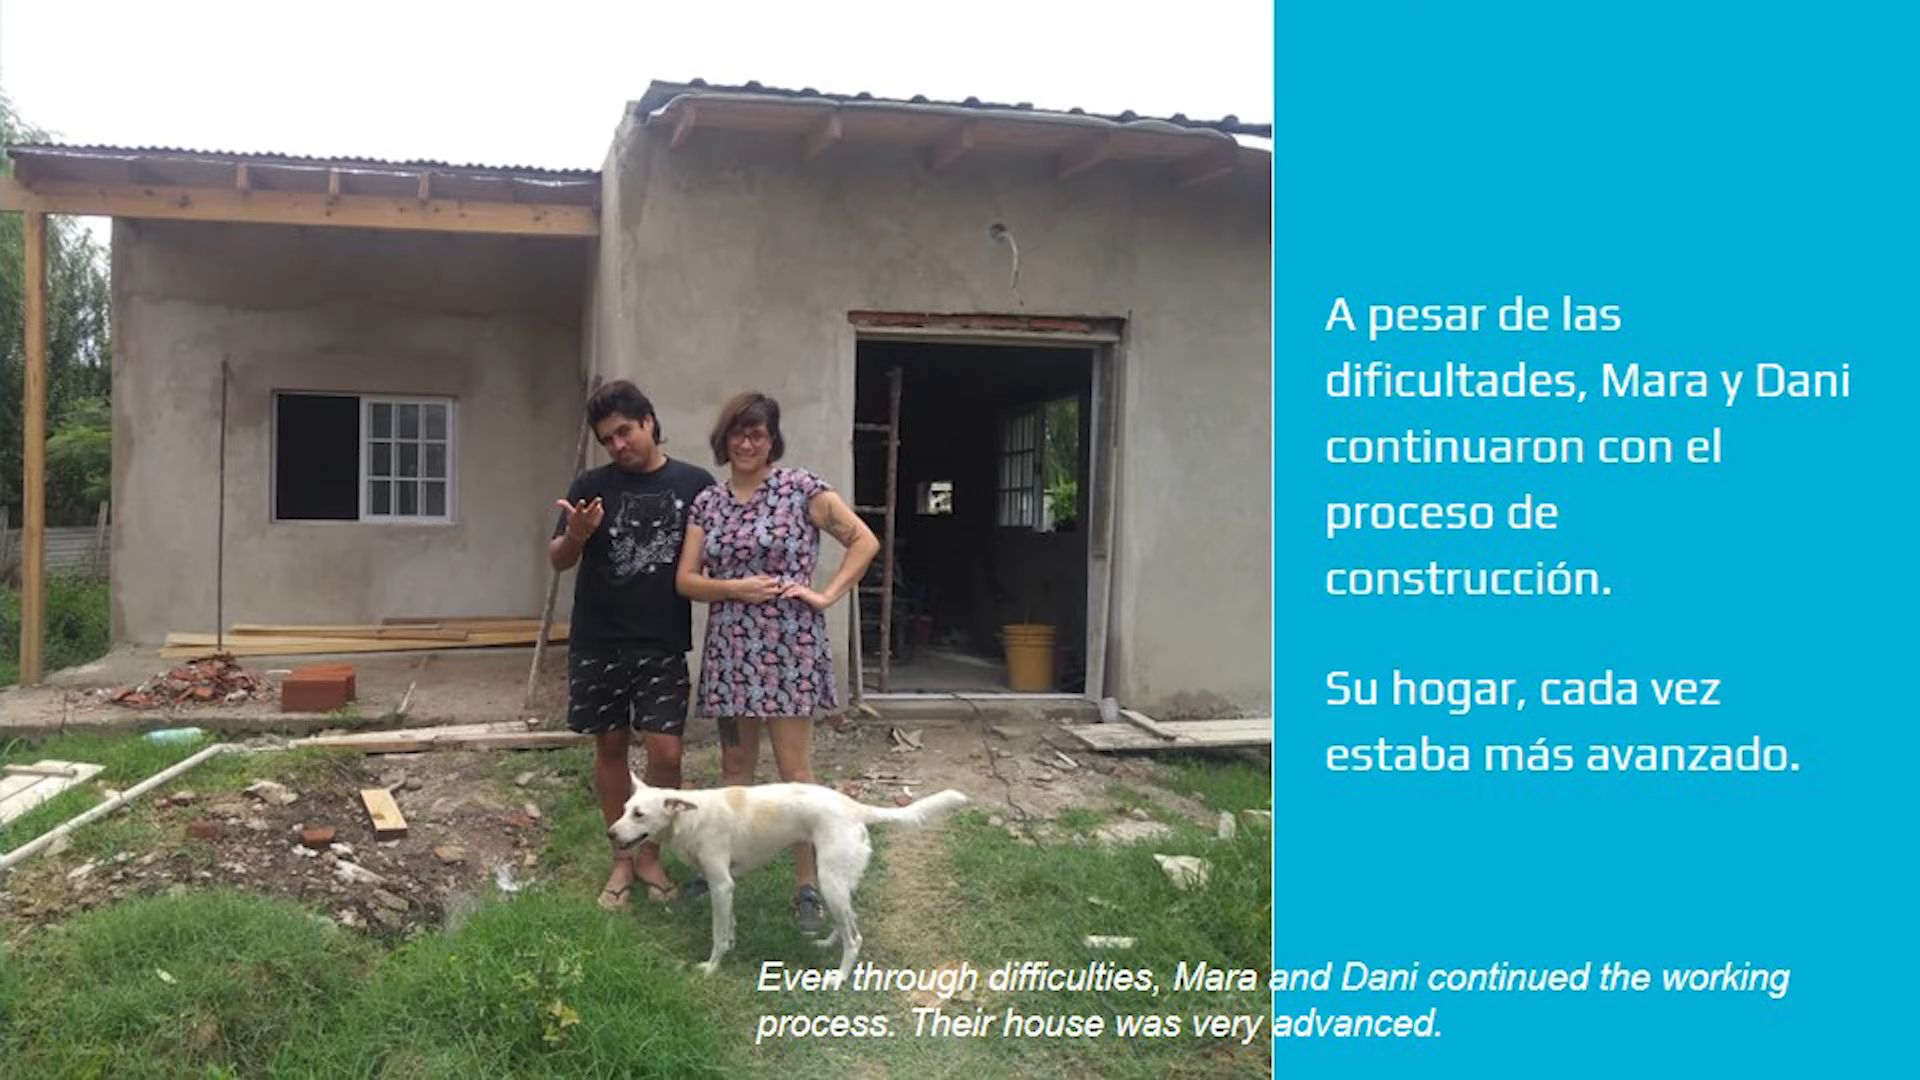 A pesar de las
dificultades, Mara y Dani
continuaron con el
proceso de
construcción.
Su hogar, cada vez
estaba más avanzado.
Even through difficulties, Mara and Dani continued the working
process. Their house was very advanced.